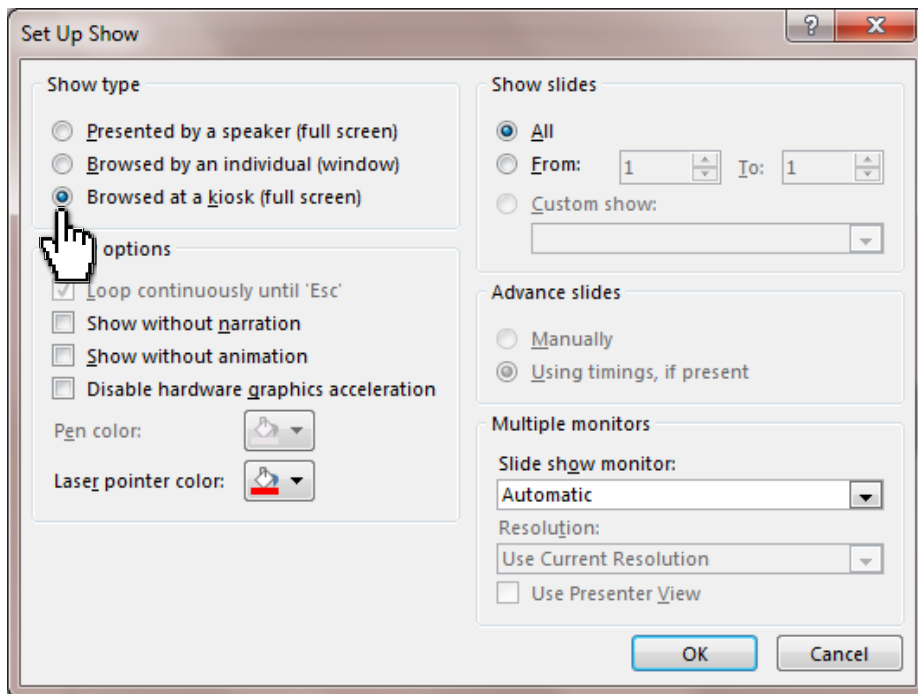 Set Up Show
?
X
Show type
Presented by a speaker (full screen)
Browsed by an individual (window)
Browsed at a kiosk (full screen)
options
Loop continuously until 'Esc'
Show without narration
Show without animation
Disable hardware graphics acceleration
Pen color:
Laser pointer color:
Show slides
All
From: 1 To: 1
Custom show:
Advance slides
Manually
Using timings, if present
Multiple monitors
Slide show monitor:
Automatic
Resolution:
Use Current Resolution
Use Presenter View
OK Cancel